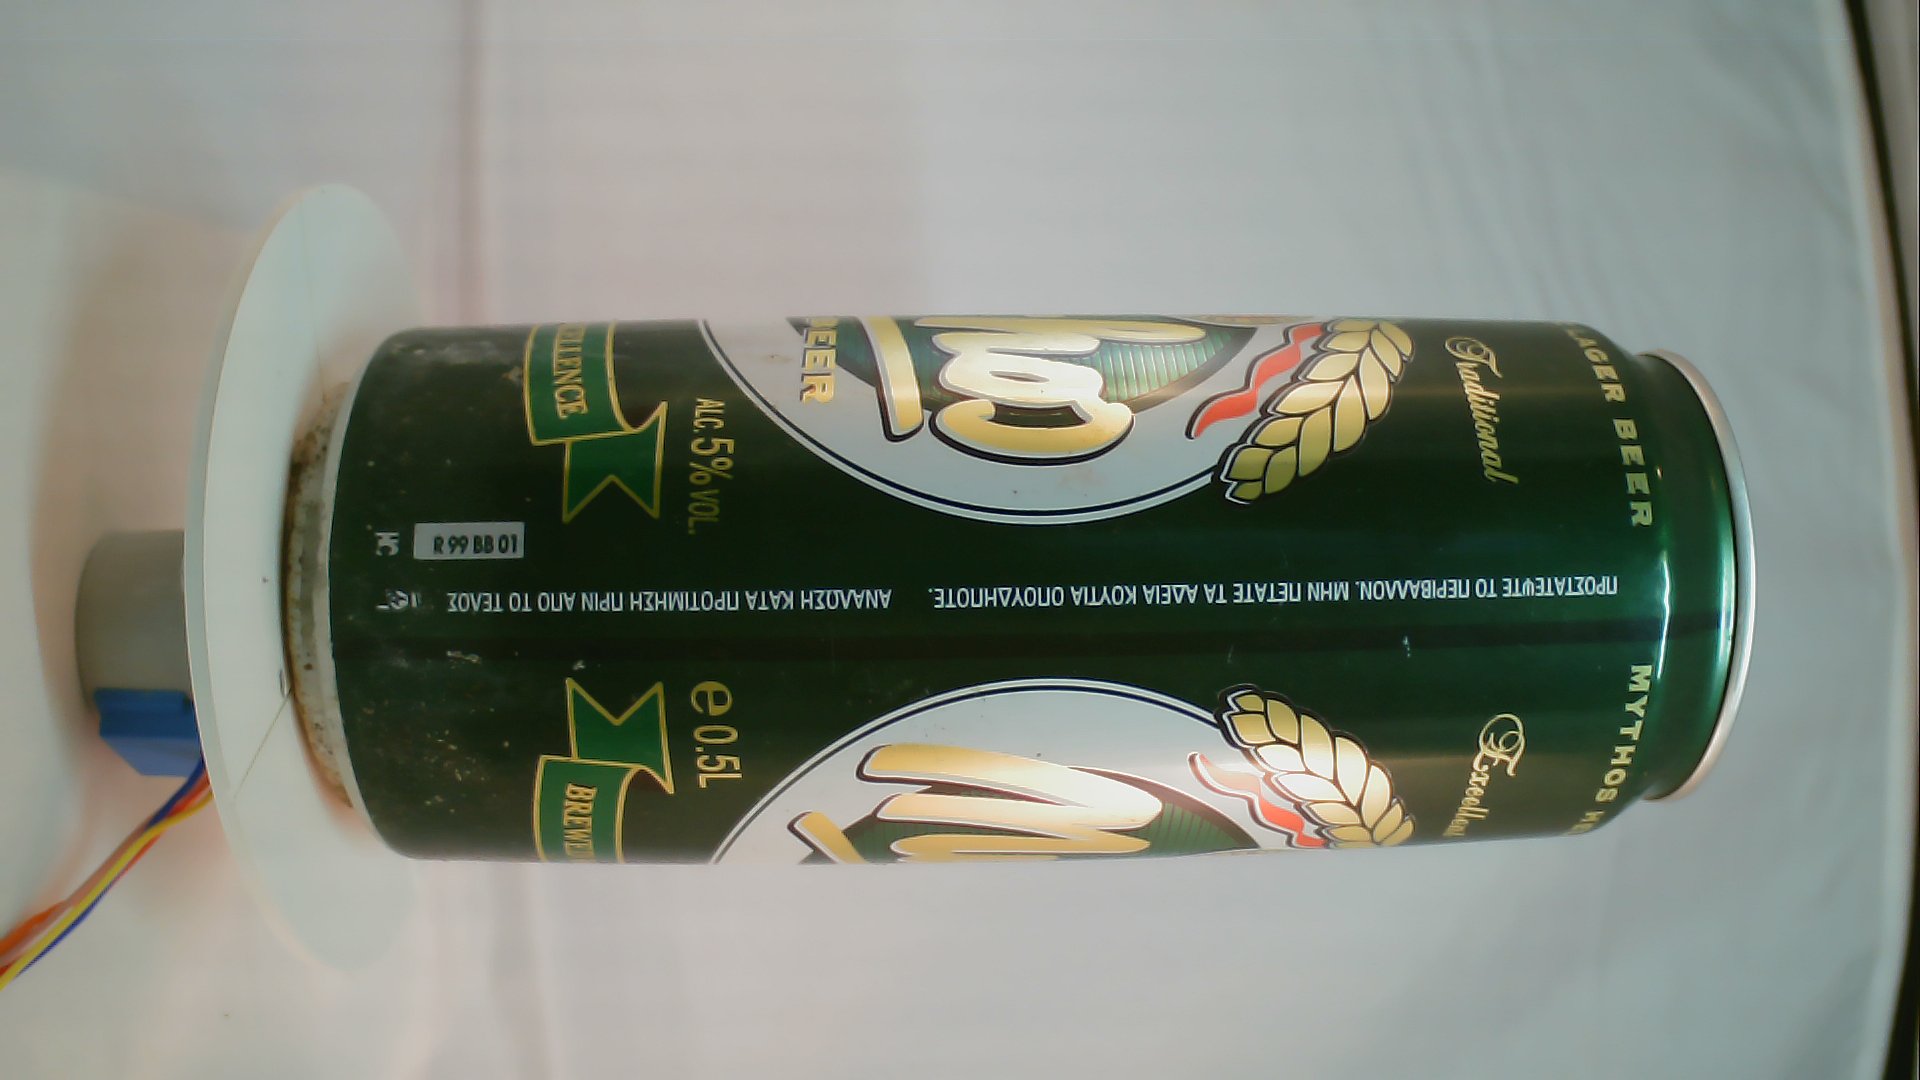 LAGER BEER
MYTHOS
Traditional
BEER
ALC. 5% VOL.
e 0.5L
ΠΡΟΣΤΑΤΕΨΤΕ ΤΟ ΠΕΡΙΒΑΛΛΟΝ. ΜΗΝ ΠΕΤΑΤΕ ΤΑ ΑΔΕΙΑ ΚΟΥΤΙΑ ΟΠΟΥΔΗΠΟΤΕ.
ΑΝΑΛΩΣΗ ΚΑΤΑ ΠΡΟΤΙΜΗΣΗ ΠΡΙΝ ΑΠΟ ΤΟ ΤΕΛΟΣ
R 99 BB 01